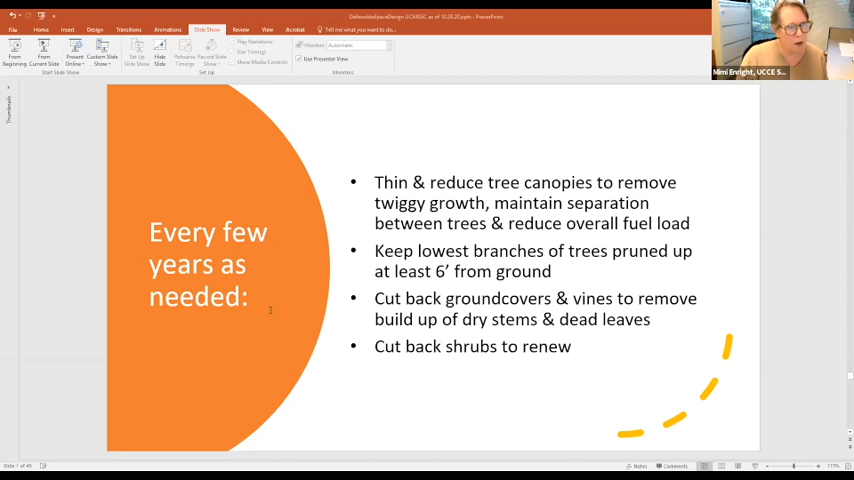 DefensibleSpaceDesign UCMGSC as of 10.29.20.pptx - PowerPoint
File Home Insert Design Transitions Animations Slide Show Review View Acrobat Tell me what you want to do...
From Beginning
From Current Slide
Present Online
Custom Slide Show
Start Slide Show
Set Up Slide Show
Hide Slide
Rehearse Timings
Record Slide Show
Play Narrations
Use Timings
Show Media Controls
Set Up
Monitor: Automatic
Use Presenter View
Monitors
Mimi Enright, UCCE S...
Thumbnails
Every few
years as
needed:
• Thin & reduce tree canopies to remove
twiggy growth, maintain separation
between trees & reduce overall fuel load
• Keep lowest branches of trees pruned up
at least 6’ from ground
• Cut back groundcovers & vines to remove
build up of dry stems & dead leaves
• Cut back shrubs to renew
Slide 1 of 49
Notes Comments